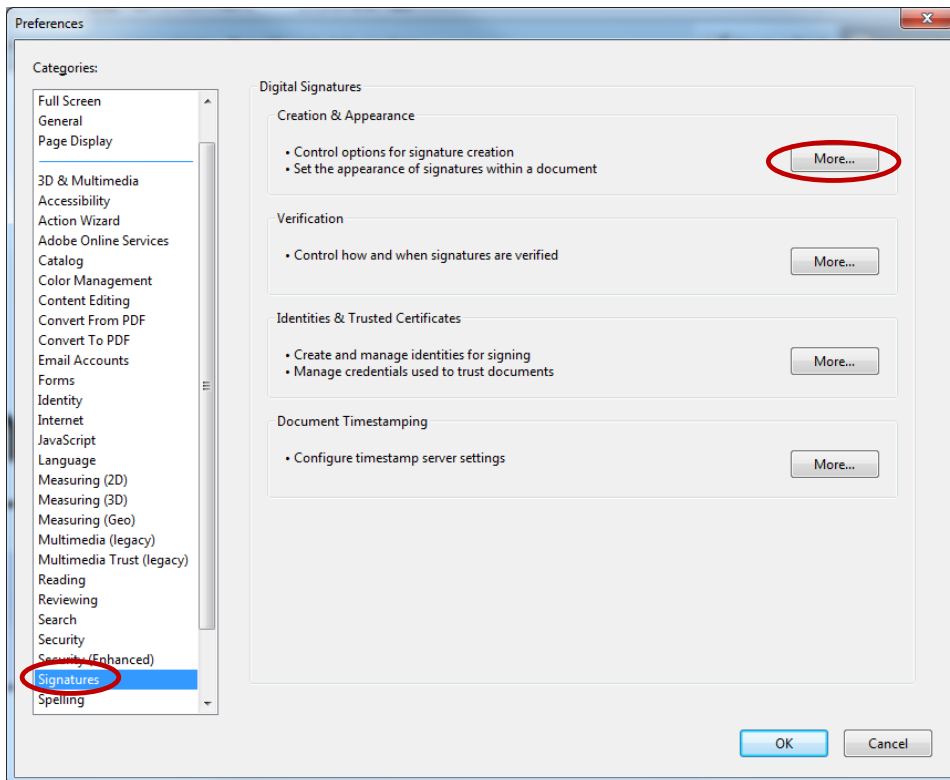 Preferences
Categories:
Full Screen
General
Page Display
3D & Multimedia
Accessibility
Action Wizard
Adobe Online Services
Catalog
Color Management
Content Editing
Convert From PDF
Convert To PDF
Email Accounts
Forms
Identity
Internet
JavaScript
Language
Measuring (2D)
Measuring (3D)
Measuring (Geo)
Multimedia (legacy)
Multimedia Trust (legacy)
Reading
Reviewing
Search
Security
Security (Enhanced)
Signatures
Spelling
Digital Signatures
Creation & Appearance
• Control options for signature creation
• Set the appearance of signatures within a document
More...
Verification
• Control how and when signatures are verified
More...
Identities & Trusted Certificates
• Create and manage identities for signing
• Manage credentials used to trust documents
More...
Document Timestamping
• Configure timestamp server settings
More...
OK
Cancel